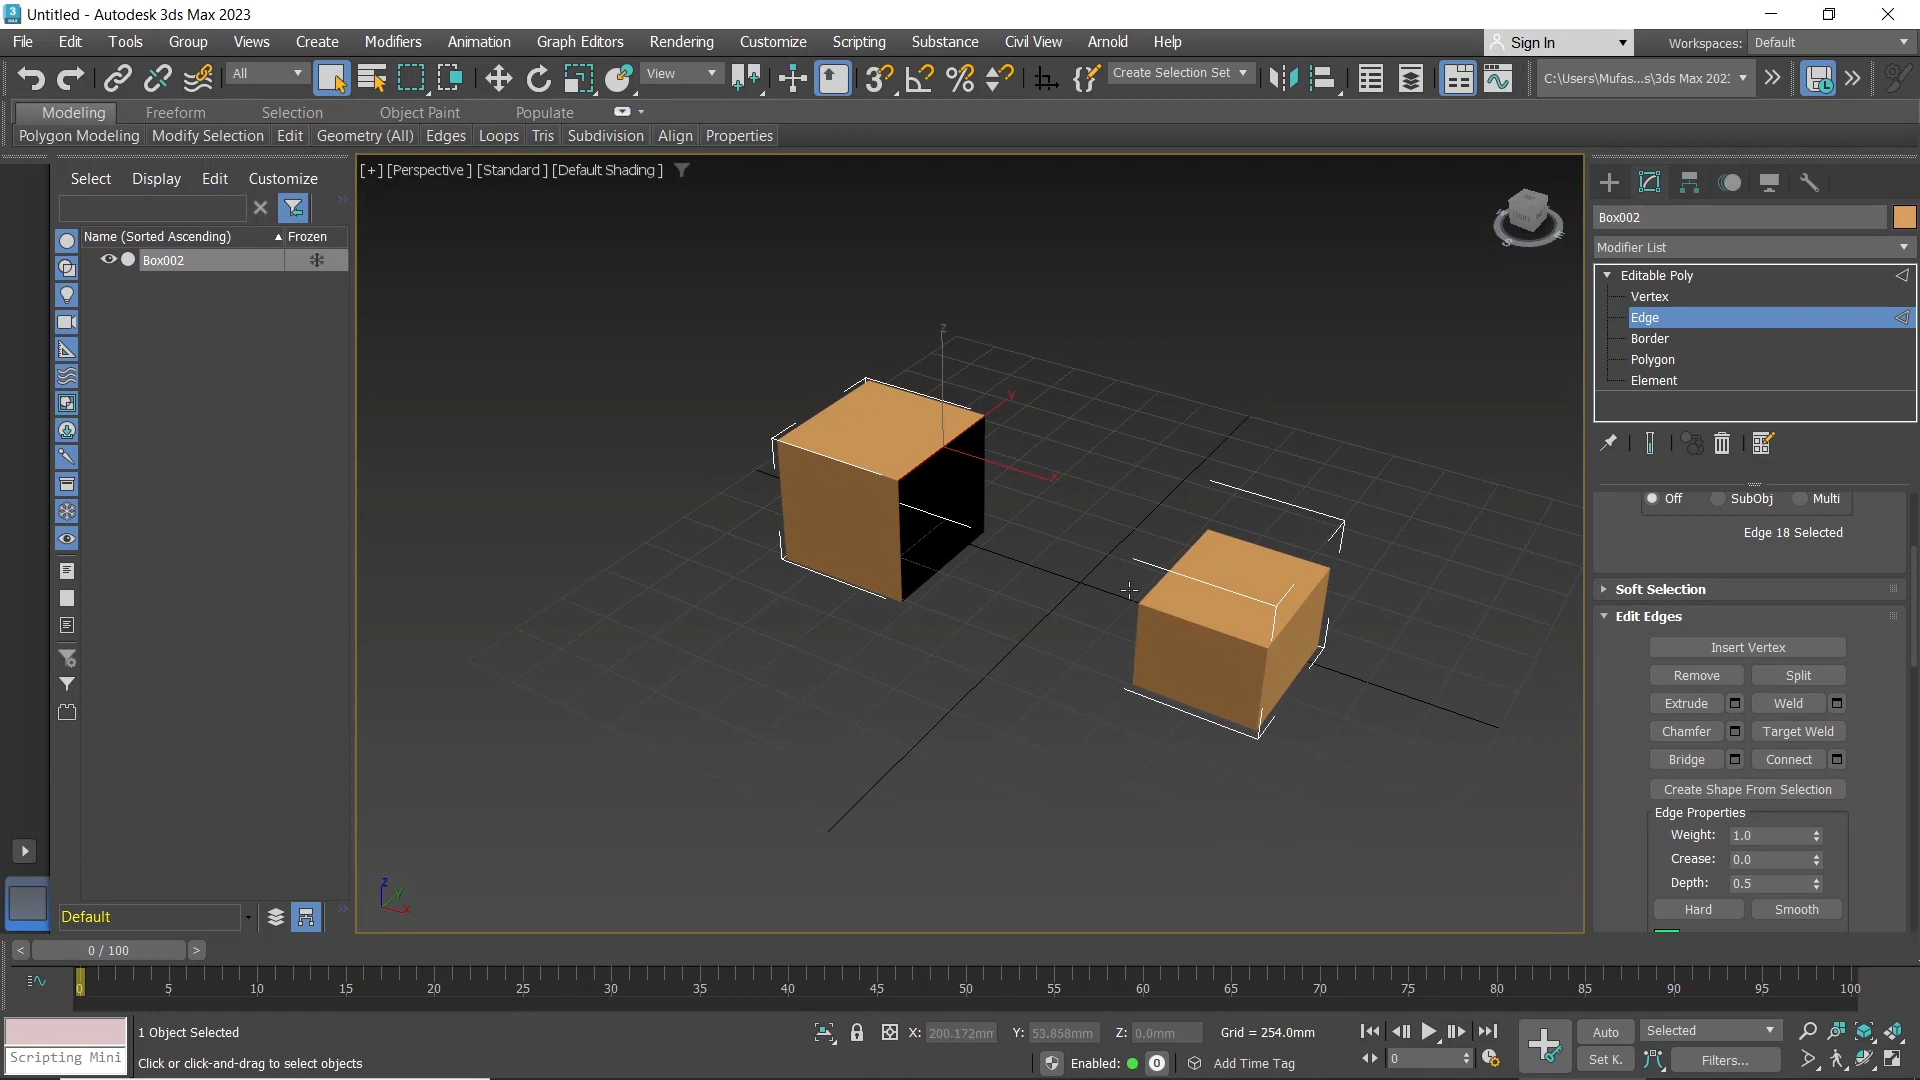 Untitled - Autodesk 3ds Max 2023
File Edit Tools Group Views Create Modifiers Animation Graph Editors Rendering Customize Scripting Substance Civil View Arnold Help
Sign In
Workspaces: Default
All
View
Create Selection Set
C:\Users\Mufas...s\3ds Max 202:
Modeling Freeform Selection Object Paint Populate
Polygon Modeling Modify Selection Edit Geometry (All) Edges Loops Tris Subdivision Align Properties
Select Display Edit Customize
Name (Sorted Ascending) Frozen
Box002
Default
[+] [Perspective ] [Standard ] [Default Shading ]
z
y
x
z
y
x
Box002
Modifier List
Editable Poly
Vertex
Edge
Border
Polygon
Element
Off SubObj Multi
Edge 18 Selected
Soft Selection
Edit Edges
Insert Vertex
Remove Split
Extrude Weld
Chamfer Target Weld
Bridge Connect
Create Shape From Selection
Edge Properties
Weight: 1.0
Crease: 0.0
Depth: 0.5
Hard Smooth
< 0 / 100 >
0 5 10 15 20 25 30 35 40 45 50 55 60 65 70 75 80 85 90 95 100
1 Object Selected
Scripting Mini
Click or click-and-drag to select objects
X: 200.172mm Y: 53.858mm Z: 0.0mm Grid = 254.0mm
Enabled: 0 Add Time Tag
0
Auto Selected
Set K. Filters...